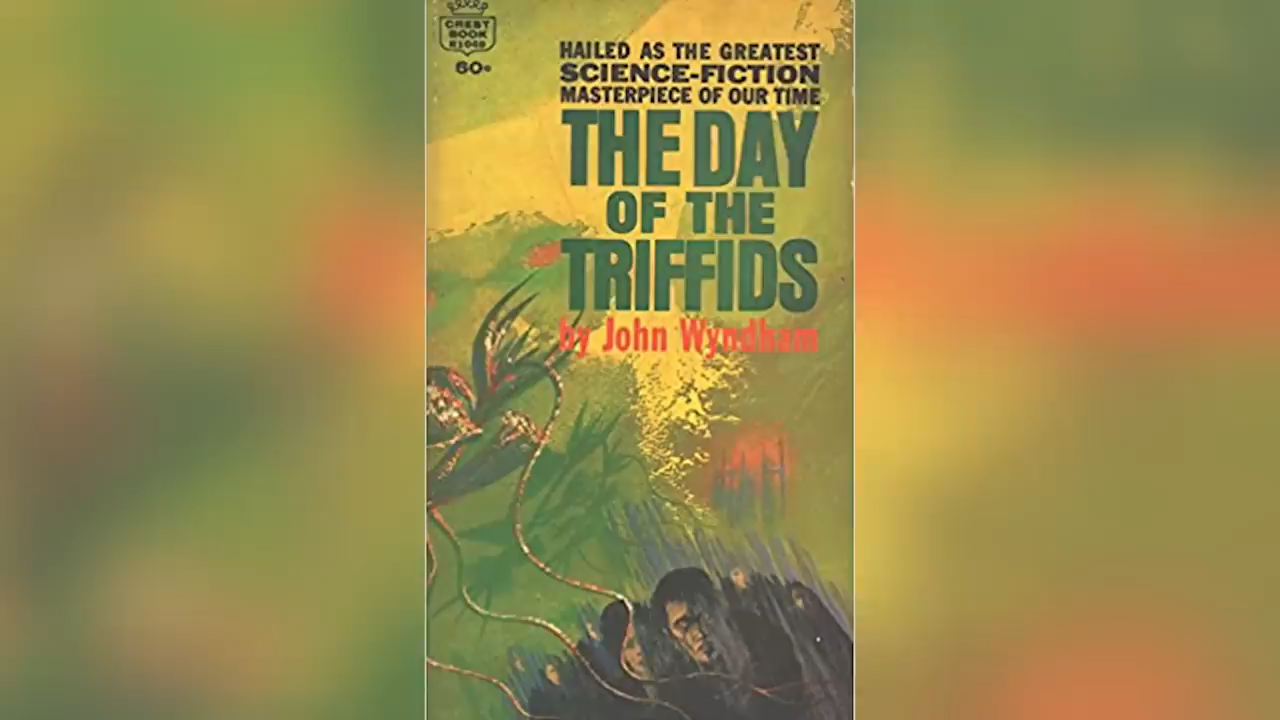 CREST
BOOK
R1049
60¢
HAILED AS THE GREATEST
SCIENCE-FICTION
MASTERPIECE OF OUR TIME
THE DAY
OF THE
TRIFFIDS
by John Wyndham